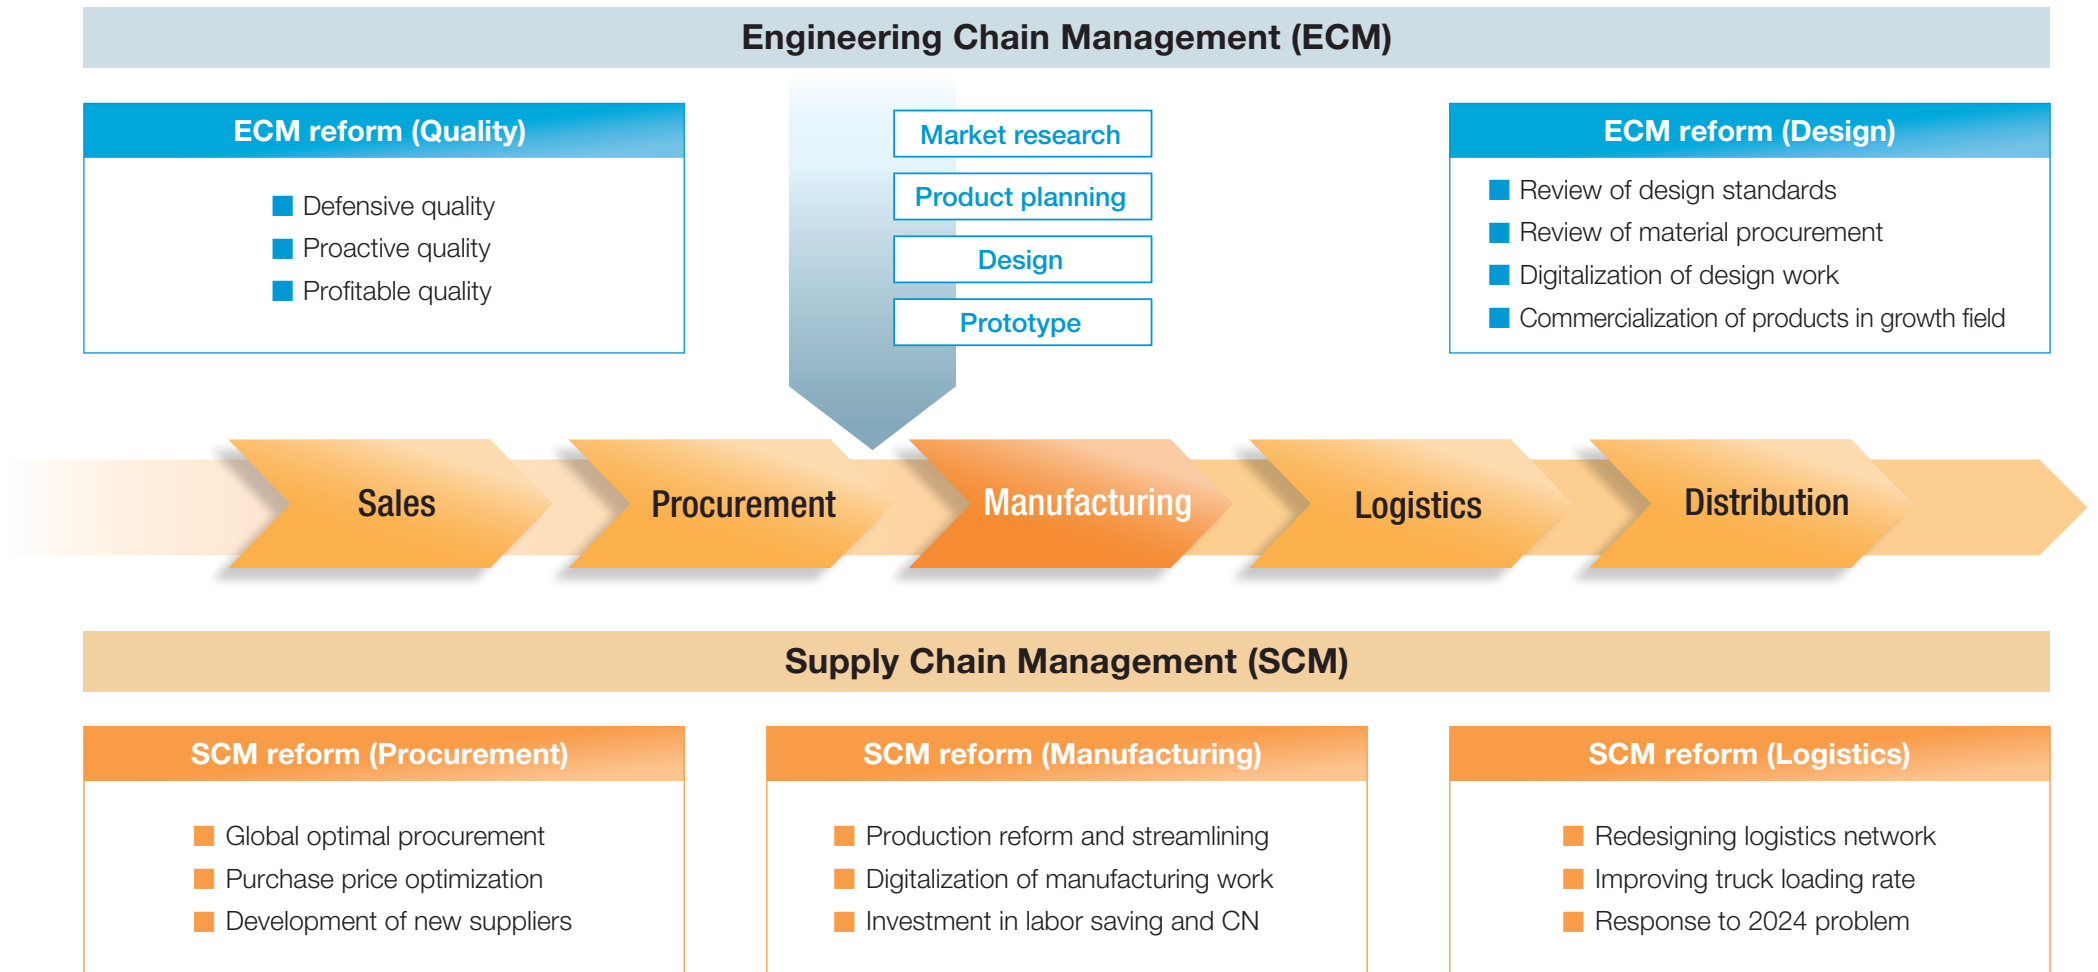 Engineering Chain Management (ECM)
ECM reform (Quality)
Defensive quality
Proactive quality
Profitable quality
Market research
Product planning
Design
Prototype
ECM reform (Design)
Review of design standards
Review of material procurement
Digitalization of design work
Commercialization of products in growth field
Sales
Procurement
Manufacturing
Logistics
Distribution
Supply Chain Management (SCM)
SCM reform (Procurement)
Global optimal procurement
Purchase price optimization
Development of new suppliers
SCM reform (Manufacturing)
Production reform and streamlining
Digitalization of manufacturing work
Investment in labor saving and CN
SCM reform (Logistics)
Redesigning logistics network
Improving truck loading rate
Response to 2024 problem